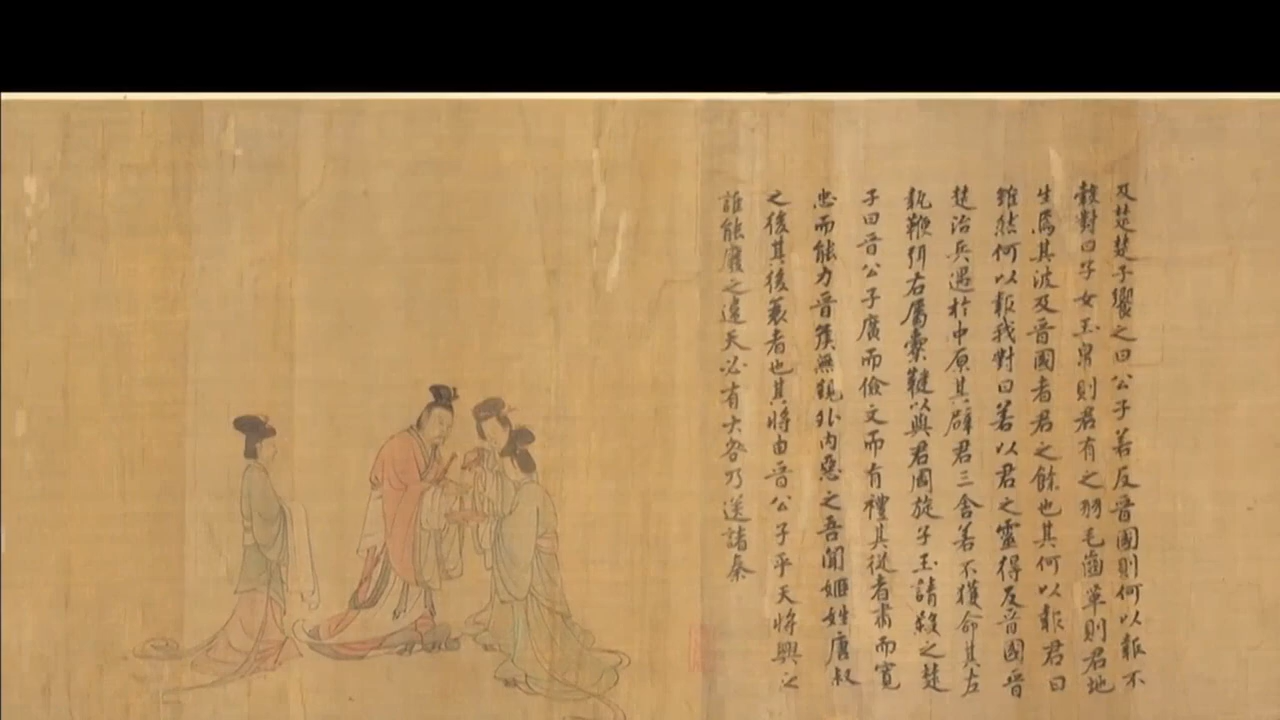 及楚楚子饗之曰公子若反晉國則何以報不
穀對曰子女玉帛則君有之羽毛齒革則君地
生焉其波及晉國者君之餘也其何以報君曰
雖然何以報我對曰若以君之靈得反晉國晉
楚治兵遇於中原其辟君三舍若不獲命其左
執鞭弭右屬櫜鞬以與君周旋子玉請殺之楚
子曰晉公子廣而儉文而有禮其從者肅而寬
忠而能力晉侯無親外內惡之吾聞姬姓唐叔
之後其後衰者也其將由晉公子乎天將興之
誰能廢之違天必有大咎乃送諸秦